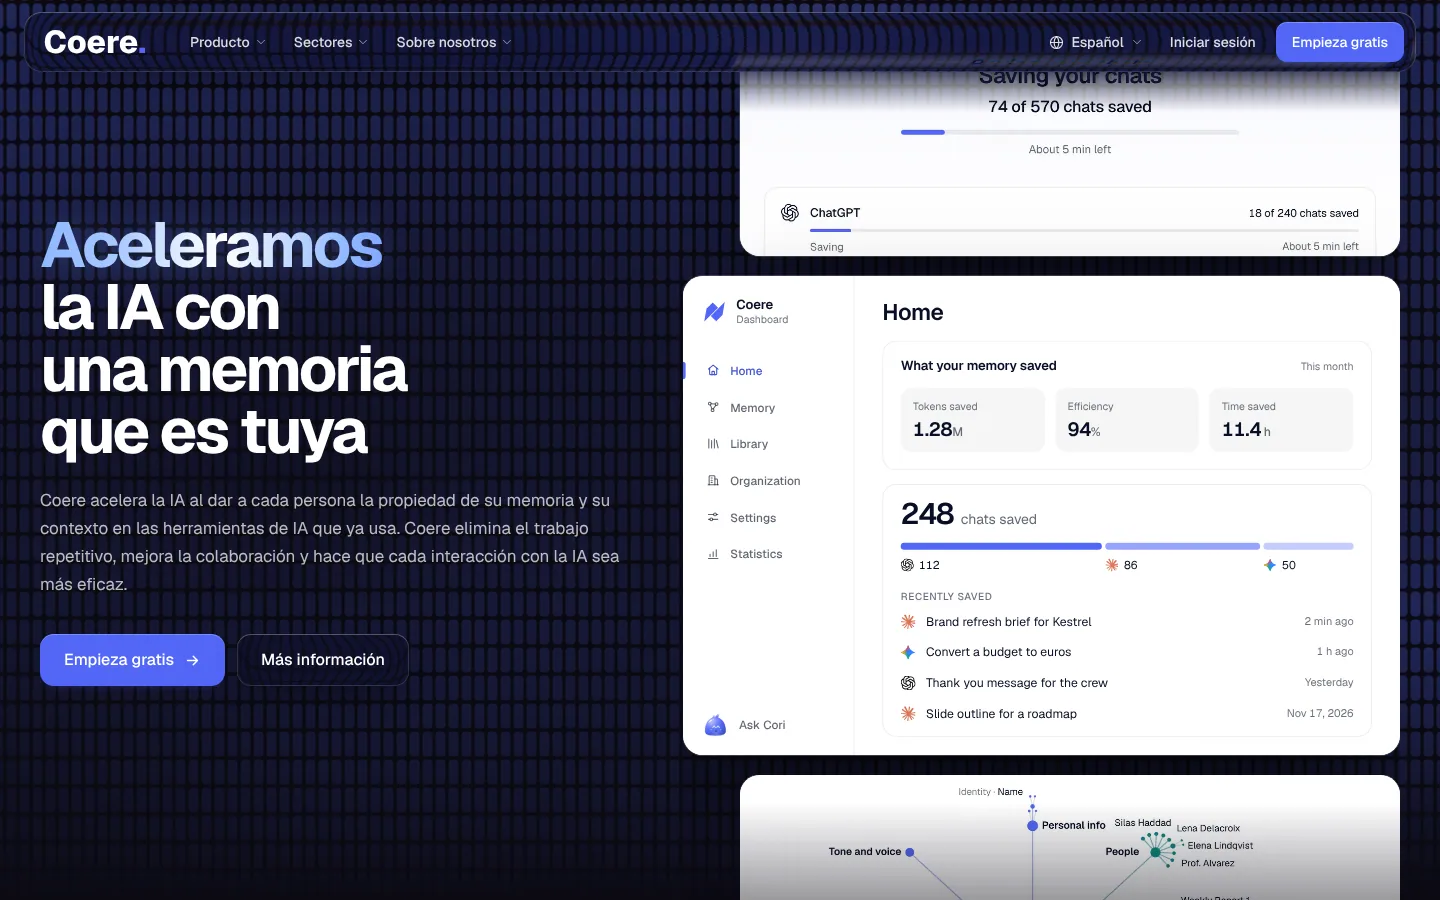 Coere.
Producto
Sectores
Sobre nosotros
Español
Iniciar sesión
Empieza gratis
Aceleramos
la IA con
una memoria
que es tuya
Coere acelera la IA al dar a cada persona la propiedad de su memoria y su
contexto en las herramientas de IA que ya usa. Coere elimina el trabajo
repetitivo, mejora la colaboración y hace que cada interacción con la IA sea
más eficaz.
Empieza gratis →
Más información
Saving your chats
74 of 570 chats saved
About 5 min left
ChatGPT
18 of 240 chats saved
Saving
About 5 min left
Coere
Dashboard
Home
Memory
Library
Organization
Settings
Statistics
Ask Cori
Home
What your memory saved
This month
Tokens saved
1.28M
Efficiency
94%
Time saved
11.4 h
248 chats saved
112
86
50
RECENTLY SAVED
Brand refresh brief for Kestrel
2 min ago
Convert a budget to euros
1 h ago
Thank you message for the crew
Yesterday
Slide outline for a roadmap
Nov 17, 2026
Identity · Name
Personal info
Silas Haddad
Lena Delacroix
Tone and voice
People
Elena Lindqvist
Prof. Alvarez